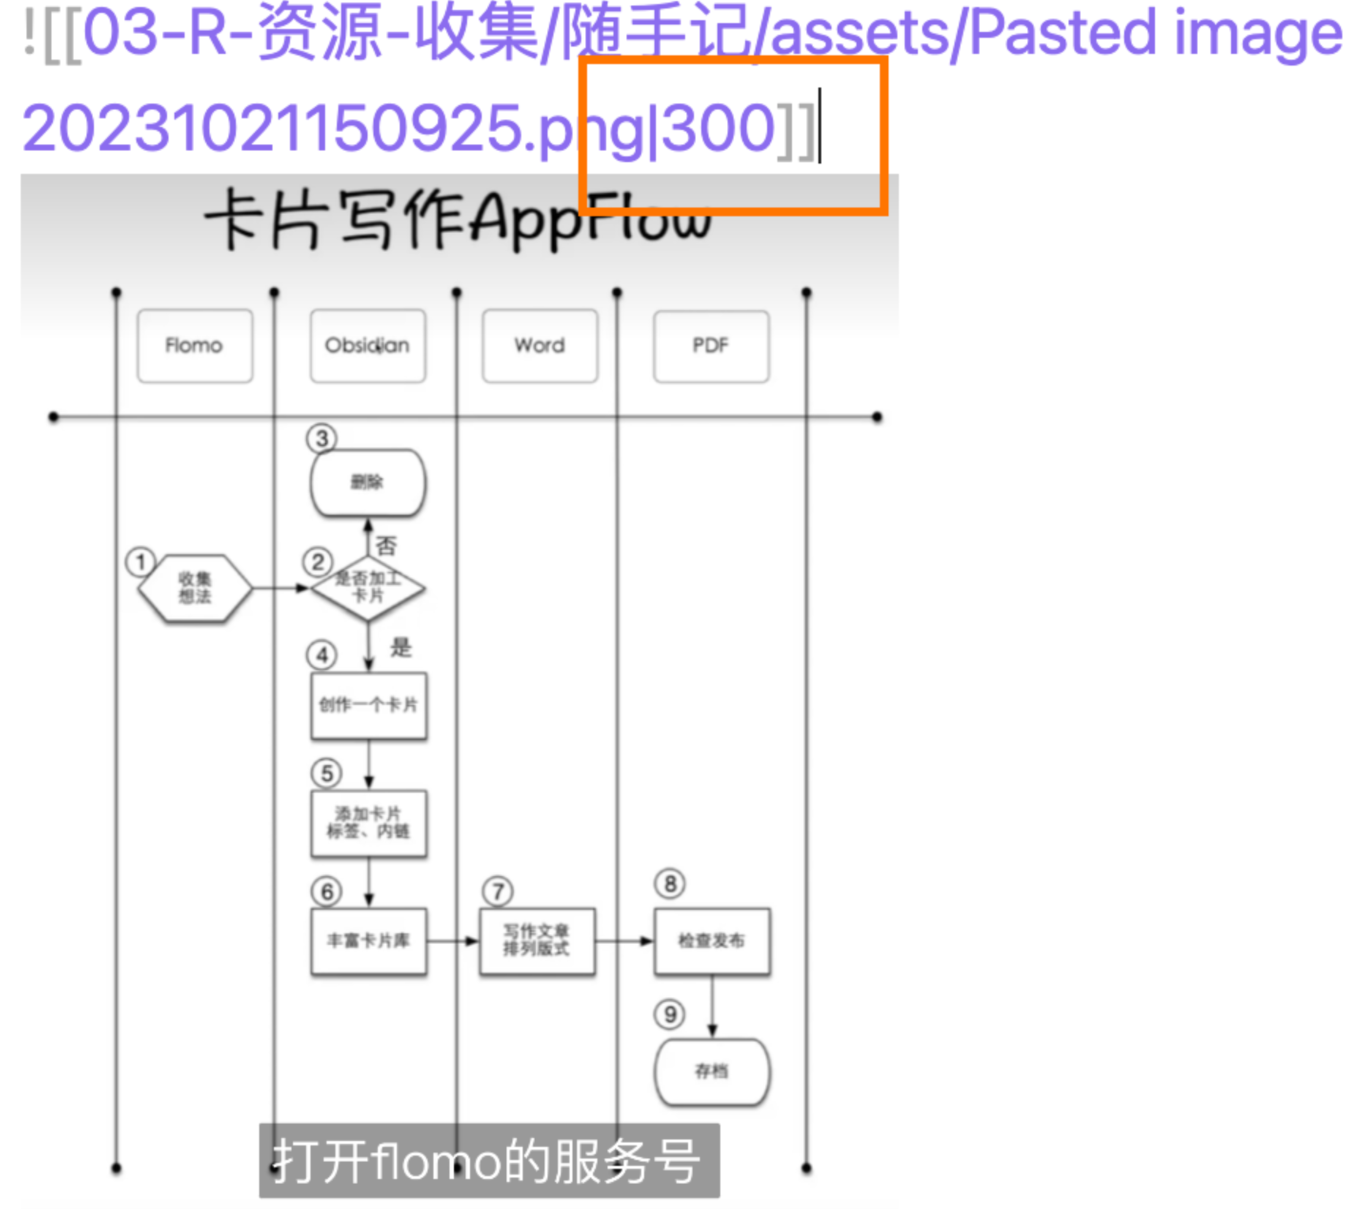 ![[03-R-资源-收集/随手记/assets/Pasted image
20231021150925.png|300]]
卡片写作AppFlow
Flomo
Obsidian
Word
PDF
③
删除
否
①
收集
想法
②
是否加工
卡片
是
④
创作一个卡片
⑤
添加卡片
标签、内链
⑥
丰富卡片库
⑦
写作文章
排列版式
⑧
检查发布
⑨
存档
打开flomo的服务号